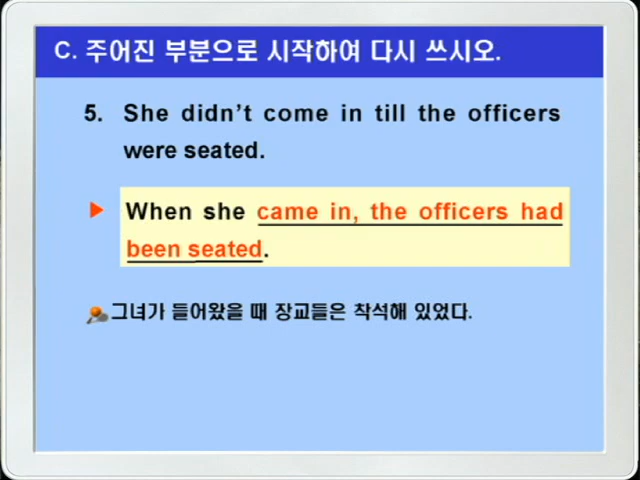 C. 주어진 부분으로 시작하여 다시 쓰시오.
5. She didn't come in till the officers
were seated.
When she came in, the officers had
been seated.
그녀가 들어왔을 때 장교들은 착석해 있었다.